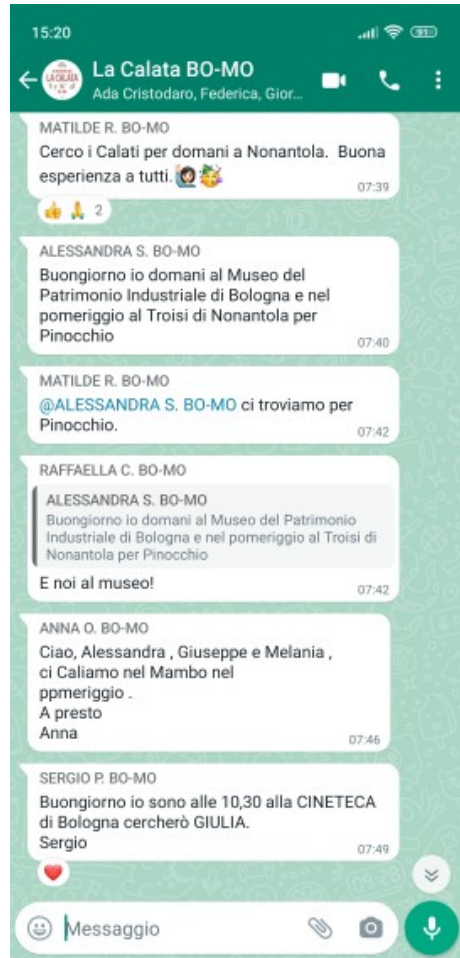 15:20
91
LA CALATA
La Calata BO-MO
Ada Cristodaro, Federica, Gior...
MATILDE R. BO-MO
Cerco i Calati per domani a Nonantola. Buona
esperienza a tutti.🙋🏻‍♀️🥳
07:39
👍🙏 2
ALESSANDRA S. BO-MO
Buongiorno io domani al Museo del
Patrimonio Industriale di Bologna e nel
pomeriggio al Troisi di Nonantola per
Pinocchio
07:40
MATILDE R. BO-MO
@ALESSANDRA S. BO-MO ci troviamo per
Pinocchio.
07:42
RAFFAELLA C. BO-MO
ALESSANDRA S. BO-MO
Buongiorno io domani al Museo del Patrimonio
Industriale di Bologna e nel pomeriggio al Troisi di
Nonantola per Pinocchio
E noi al museo!
07:42
ANNA O. BO-MO
Ciao, Alessandra , Giuseppe e Melania ,
ci Caliamo nel Mambo nel
ppmeriggio .
A presto
Anna
07:46
SERGIO P. BO-MO
Buongiorno io sono alle 10,30 alla CINETECA
di Bologna cercherò GIULIA.
Sergio
07:49
❤️
Messaggio